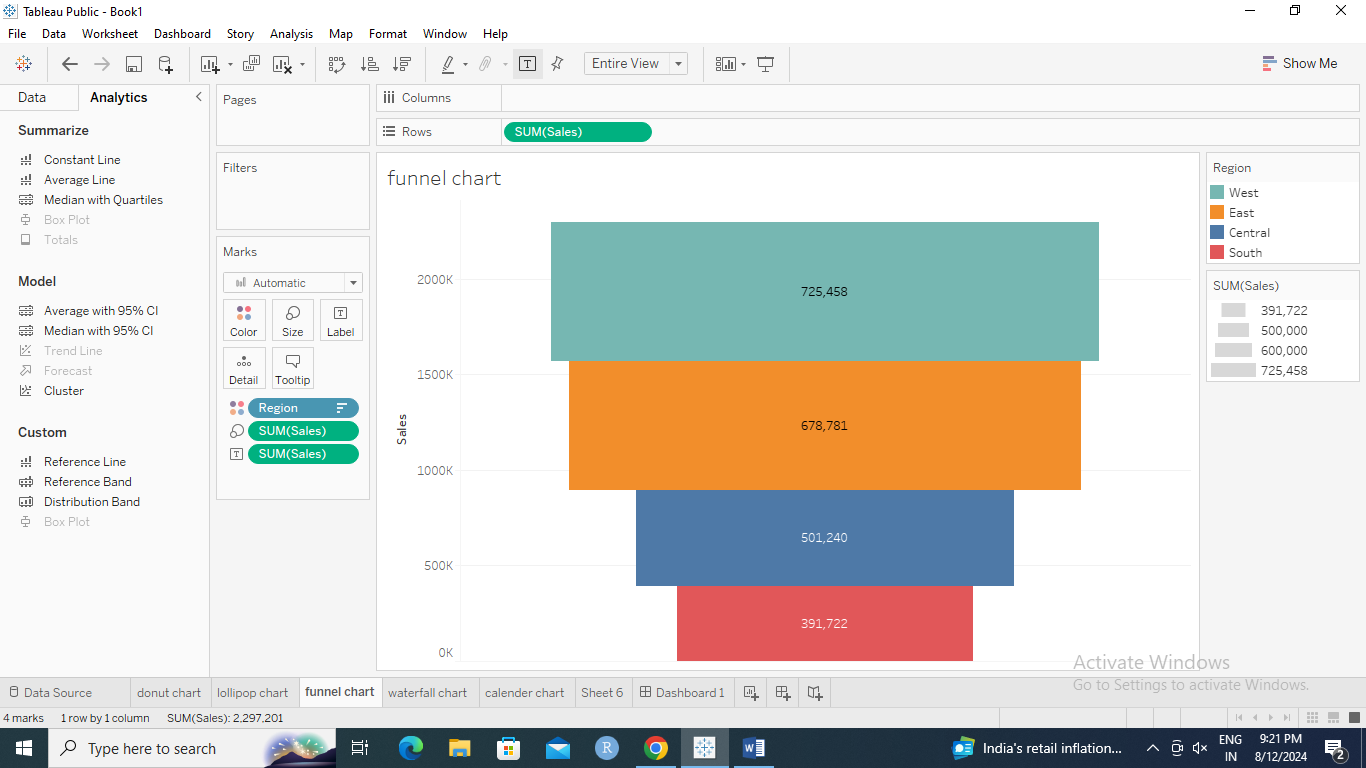 Tableau Public - Book1
File Data Worksheet Dashboard Story Analysis Map Format Window Help
Entire View
Show Me
Data Analytics
Summarize
Constant Line
Average Line
Median with Quartiles
Box Plot
Totals
Model
Average with 95% CI
Median with 95% CI
Trend Line
Forecast
Cluster
Custom
Reference Line
Reference Band
Distribution Band
Box Plot
Pages
Filters
Marks
Automatic
Color Size Label
Detail Tooltip
Region
SUM(Sales)
SUM(Sales)
Columns
Rows SUM(Sales)
funnel chart
2000K
1500K
1000K
500K
0K
Sales
725,458
678,781
501,240
391,722
Region
West
East
Central
South
SUM(Sales)
391,722
500,000
600,000
725,458
Activate Windows
Go to Settings to activate Windows.
Data Source donut chart lollipop chart funnel chart waterfall chart calender chart Sheet 6 Dashboard 1
4 marks 1 row by 1 column SUM(Sales): 2,297,201
Type here to search
R
W
India's retail inflation...
ENG
IN
9:21 PM
8/12/2024
2